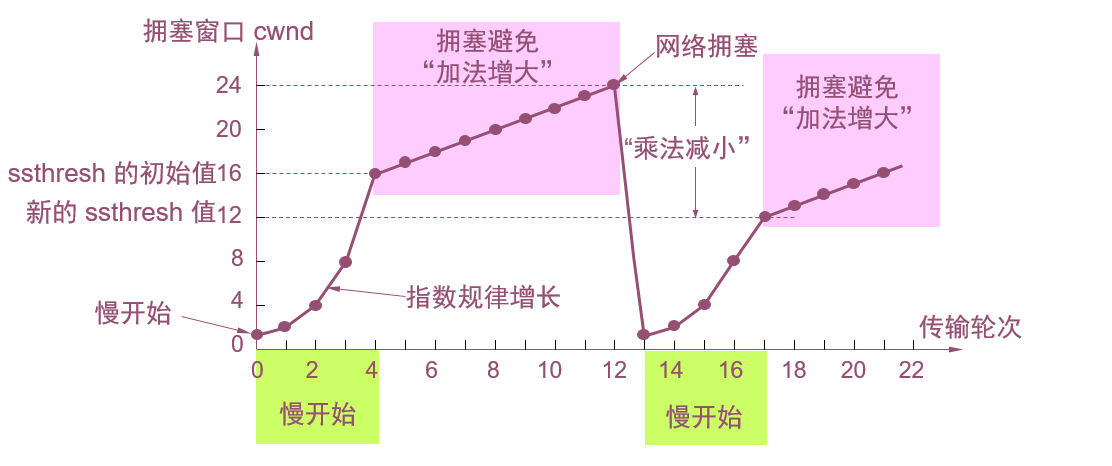 拥塞窗口 cwnd
拥塞避免
“加法增大”
网络拥塞
拥塞避免
“加法增大”
24
20
“乘法减小”
ssthresh 的初始值 16
新的 ssthresh 值 12
8
4
0
指数规律增长
慢开始
传输轮次
0 2 4 6 8 10 12 14 16 18 20 22
慢开始
慢开始